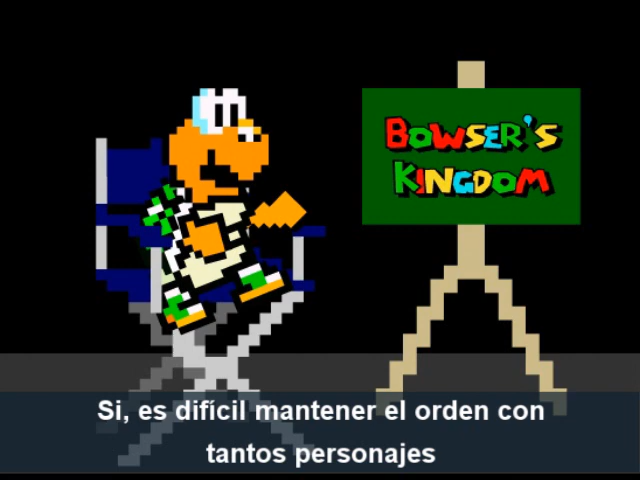 BOWSER'S
KINGDOM
Si, es difícil mantener el orden con
tantos personajes